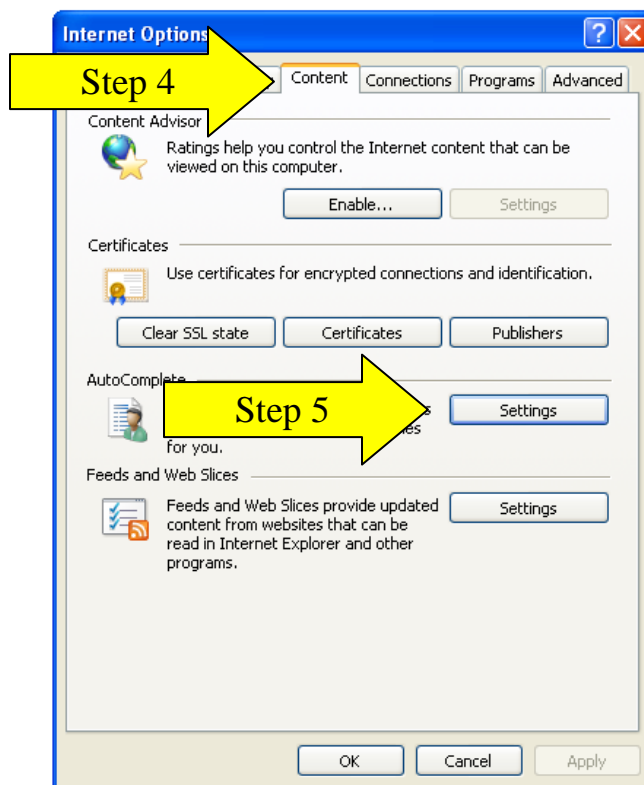 Internet Options
Step 4
Content Connections Programs Advanced
Content Advisor
Ratings help you control the Internet content that can be
viewed on this computer.
Enable... Settings
Certificates
Use certificates for encrypted connections and identification.
Clear SSL state Certificates Publishers
AutoComplete
Step 5
Settings
for you.
Feeds and Web Slices
Feeds and Web Slices provide updated
content from websites that can be
read in Internet Explorer and other
programs.
Settings
OK Cancel Apply